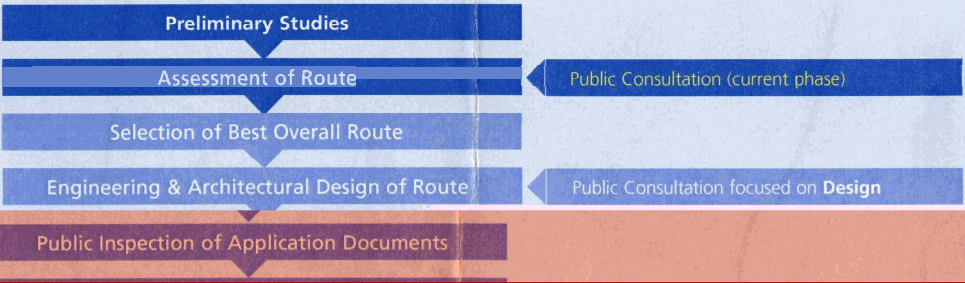 Preliminary Studies
Assessment of Route
Public Consultation (current phase)
Selection of Best Overall Route
Engineering & Architectural Design of Route
Public Consultation focused on Design
Public Inspection of Application Documents